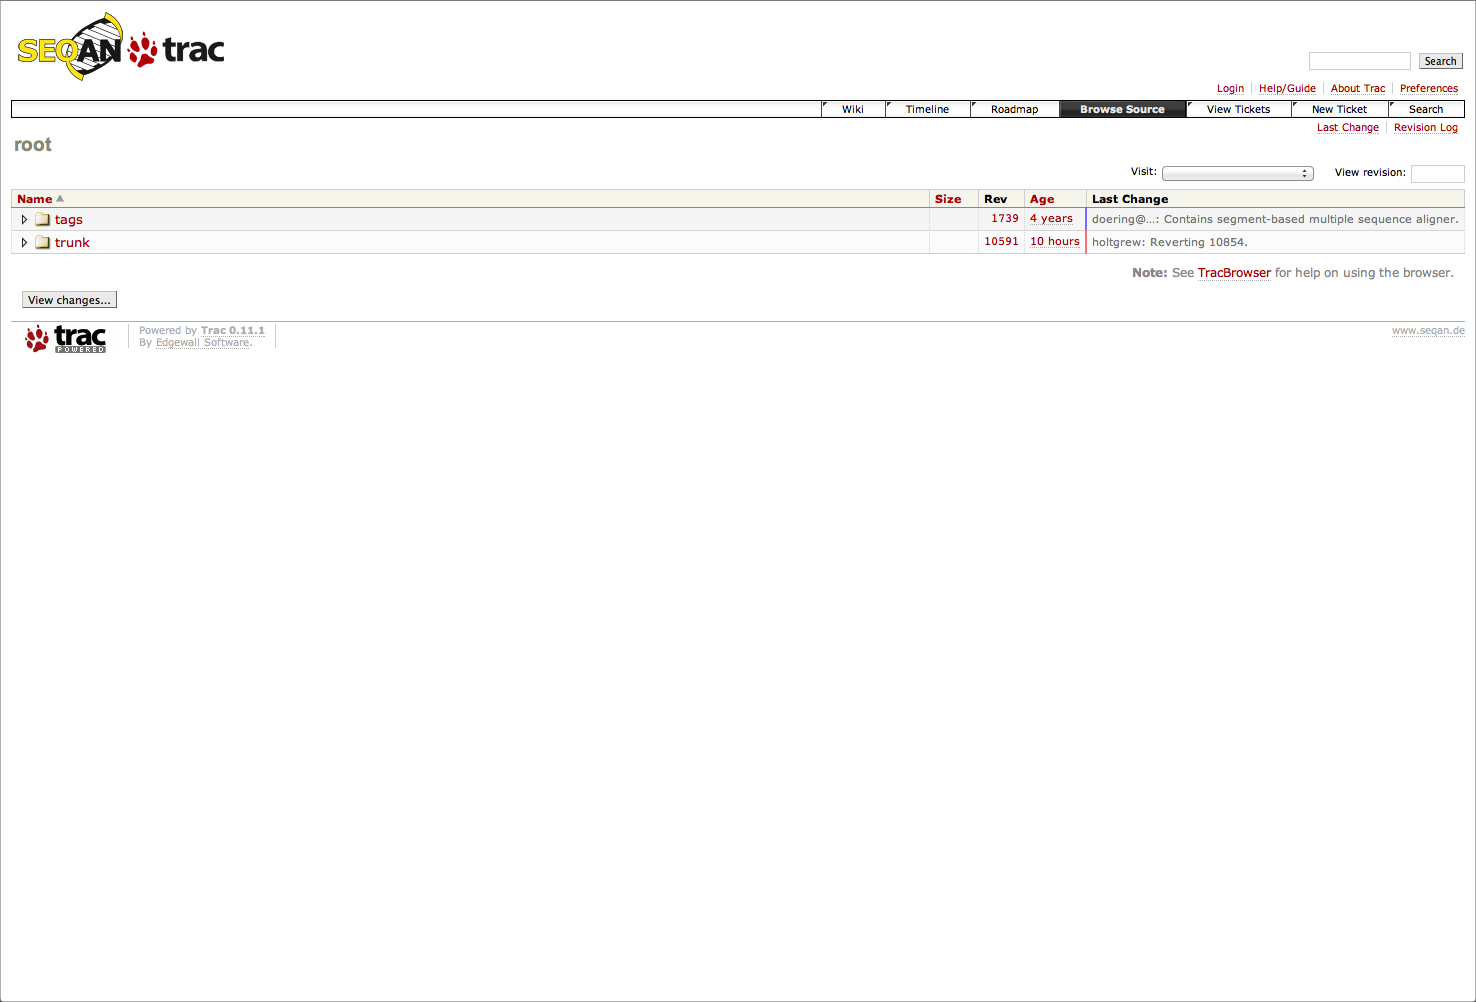 SEQAN trac
Search
Login Help/Guide About Trac Preferences
Wiki Timeline Roadmap Browse Source View Tickets New Ticket Search
Last Change Revision Log
root
Visit: View revision:
Name Size Rev Age Last Change
tags 1739 4 years doering@…: Contains segment-based multiple sequence aligner.
trunk 10591 10 hours holtgrew: Reverting 10854.
Note: See TracBrowser for help on using the browser.
View changes...
trac POWERED
Powered by Trac 0.11.1
By Edgewall Software.
www.seqan.de